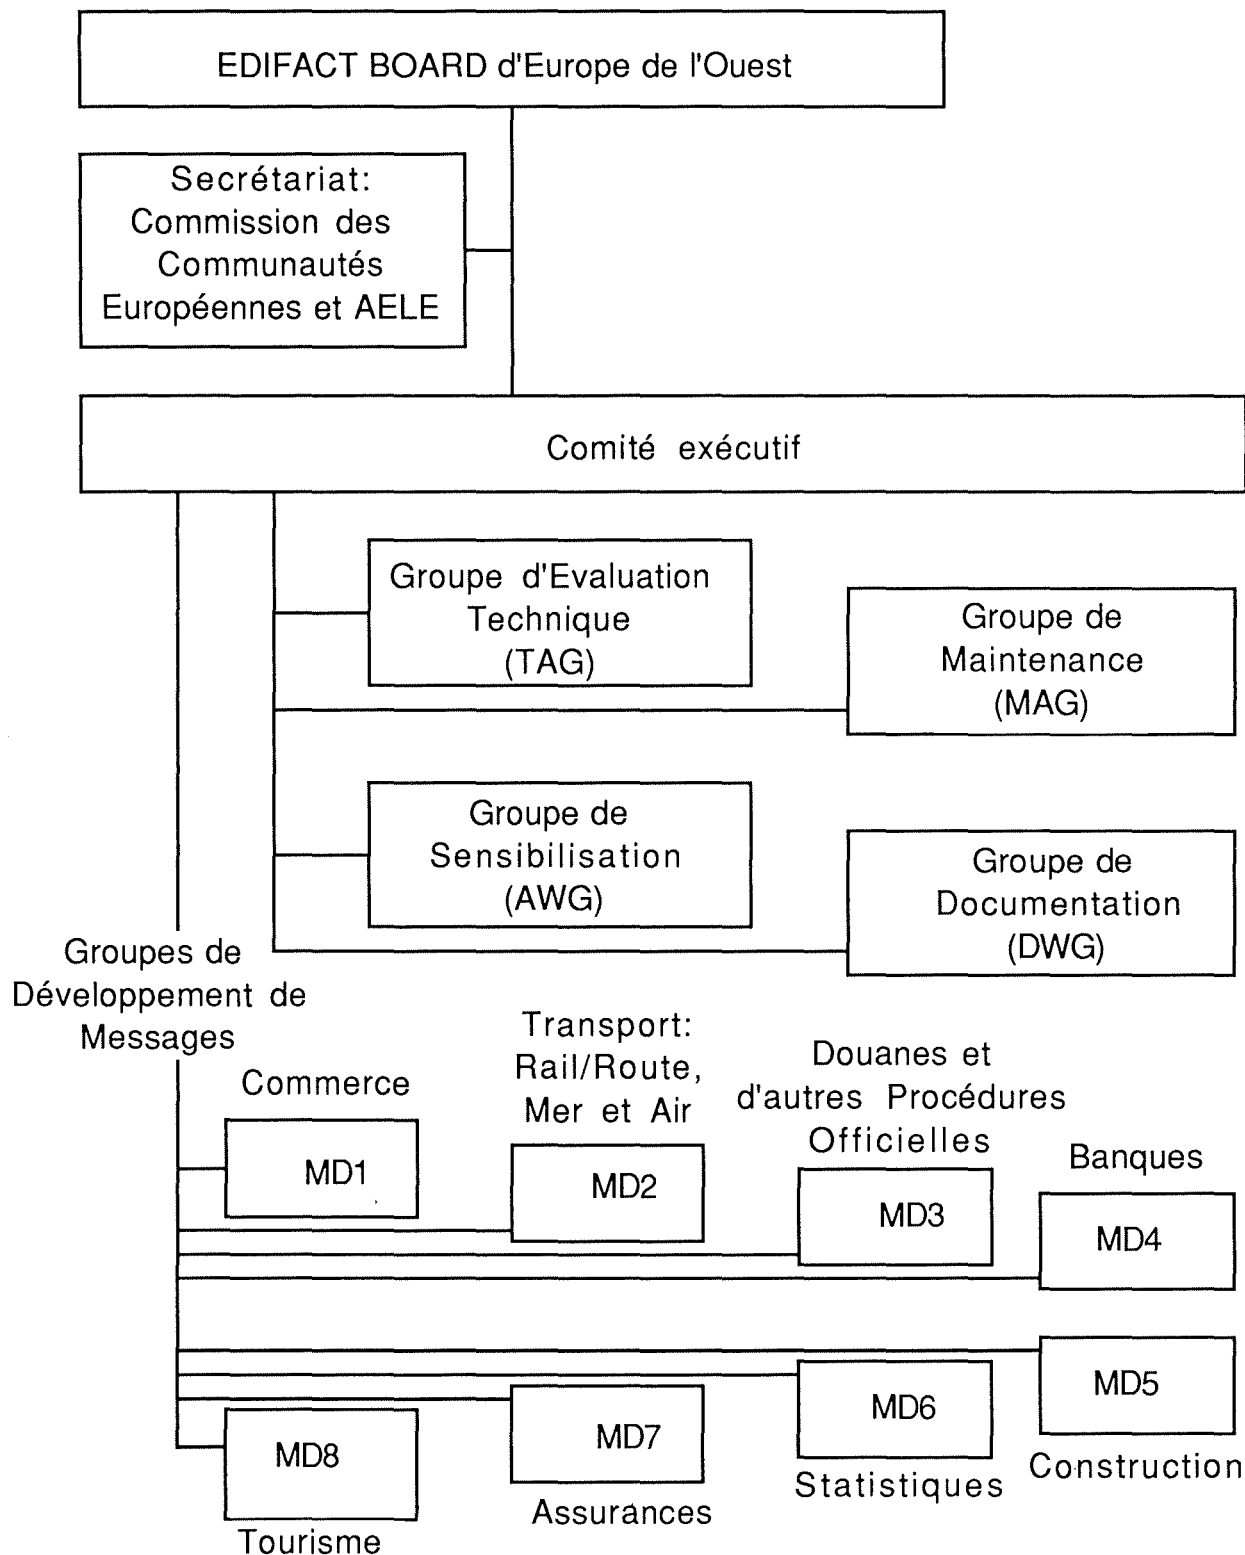 EDIFACT BOARD d'Europe de l'Ouest
Secrétariat:
Commission des
Communautés
Européennes et AELE
Comité exécutif
Groupe d'Evaluation
Technique
(TAG)
Groupe de
Maintenance
(MAG)
Groupe de
Sensibilisation
(AWG)
Groupe de
Documentation
(DWG)
Groupes de
Développement de
Messages
Commerce
MD1
Transport:
Rail/Route,
Mer et Air
MD2
Douanes et
d'autres Procédures
Officielles
MD3
Banques
MD4
MD8
Tourisme
MD7
Assurances
MD6
Statistiques
MD5
Construction